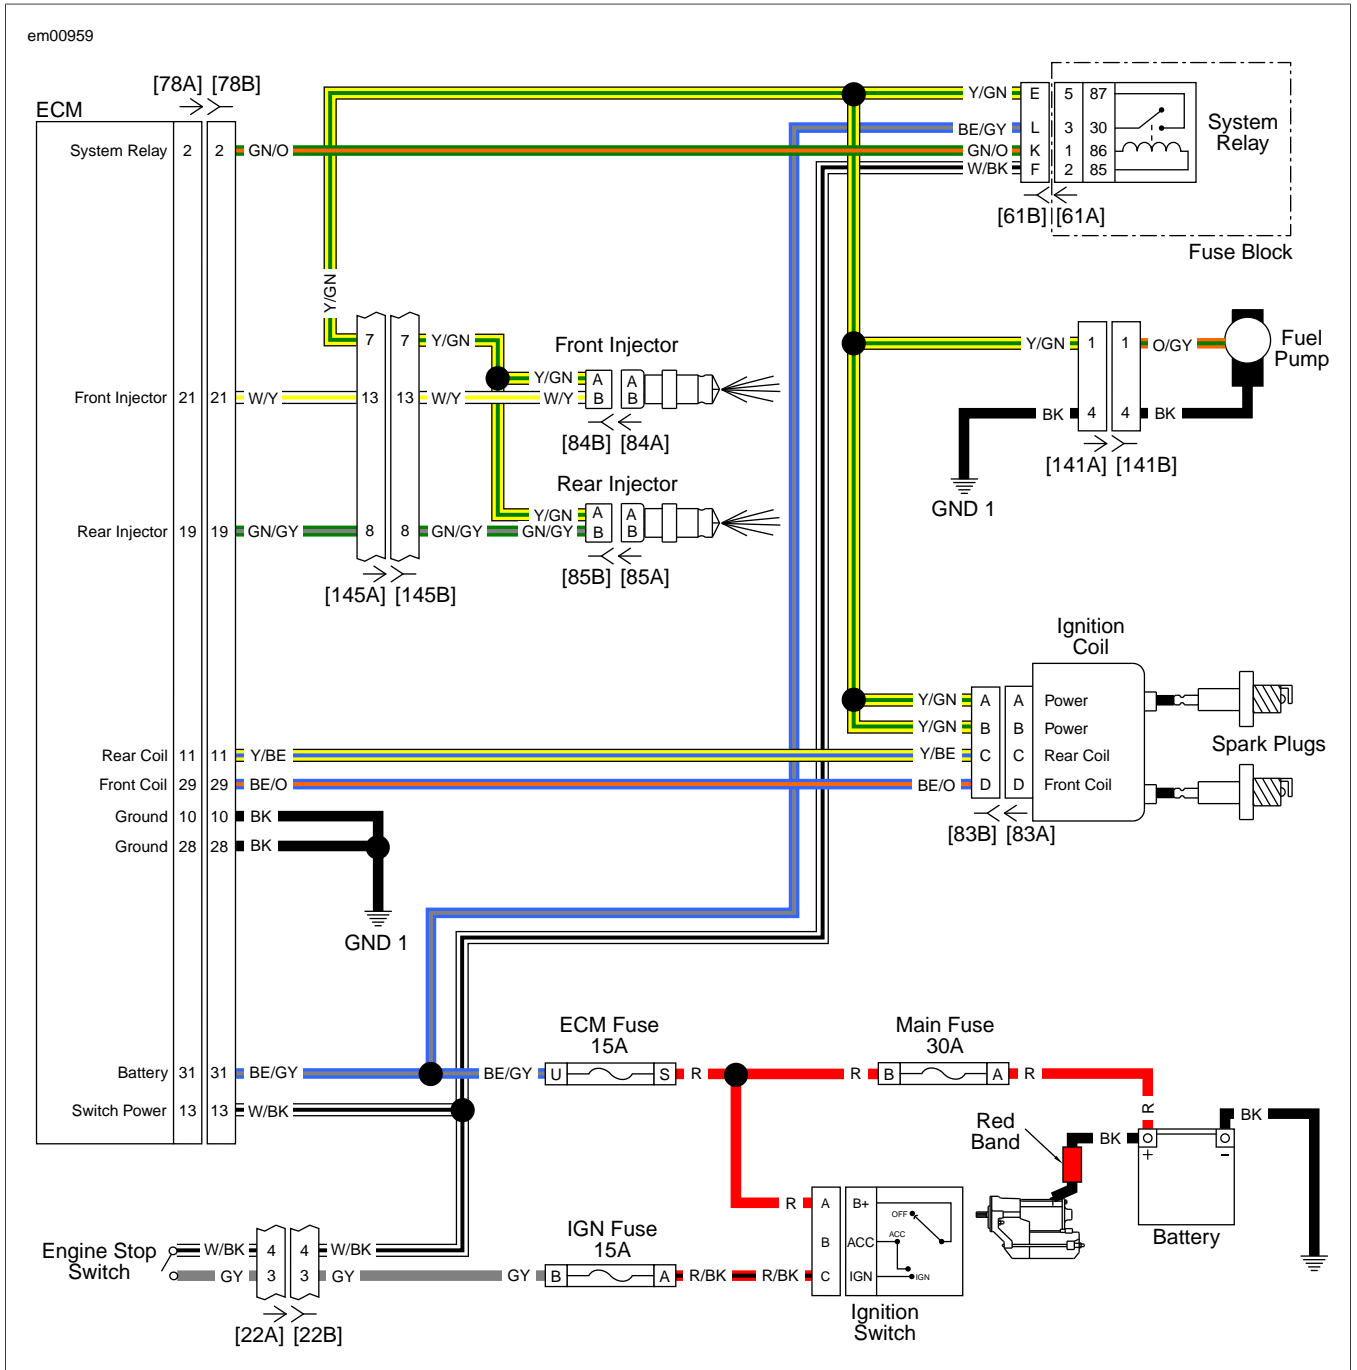 em00959
[78A] [78B]
ECM
System Relay 2 2 GN/O
GN/O
Y/GN E 5 87
BE/GY L 3 30
K 1 86
W/BK F 2 85
System
Relay
[61B] [61A]
Fuse Block
Y/GN
7 7 Y/GN
Front Injector
Y/GN A A
Front Injector 21 21 W/Y 13 13 W/Y W/Y B B
[84B] [84A]
Rear Injector
Y/GN A A
Rear Injector 19 19 GN/GY 8 8 GN/GY GN/GY B B
[85B] [85A]
[145A] [145B]
Y/GN 1 1 O/GY
Fuel
Pump
BK 4 4 BK
[141A] [141B]
GND 1
Ignition
Coil
Y/GN A A Power
Y/GN B B Power
Rear Coil 11 11 Y/BE Y/BE C C Rear Coil
Front Coil 29 29 BE/O BE/O D D Front Coil
Spark Plugs
[83B] [83A]
Ground 10 10 BK
Ground 28 28 BK
GND 1
ECM Fuse
15A
Main Fuse
30A
Battery 31 31 BE/GY BE/GY U S R R B A R
Switch Power 13 13 W/BK
R
Red
Band
BK
BK
+ -
Battery
R A B+
OFF
B ACC
ACC
C IGN
IGN
Ignition
Switch
IGN Fuse
15A
Engine Stop
Switch
W/BK 4 4 W/BK
GY 3 3 GY GY B A R/BK R/BK
[22A] [22B]